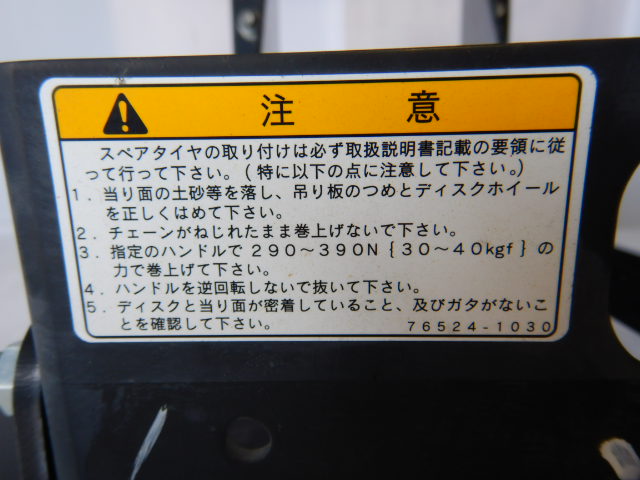 注 意
スペアタイヤの取り付けは必ず取扱説明書記載の要領に従
って行って下さい。(特に以下の点に注意して下さい。)
1．当り面の土砂等を落し、吊り板のつめとディスクホイール
を正しくはめて下さい。
2．チェーンがねじれたまま巻上げないで下さい。
3．指定のハンドルで290～390N{30～40kgf}の
力で巻上げて下さい。
4．ハンドルを逆回転しないで抜いて下さい。
5．ディスクと当り面が密着していること、及びガタがないこ
とを確認して下さい。 76524-1030